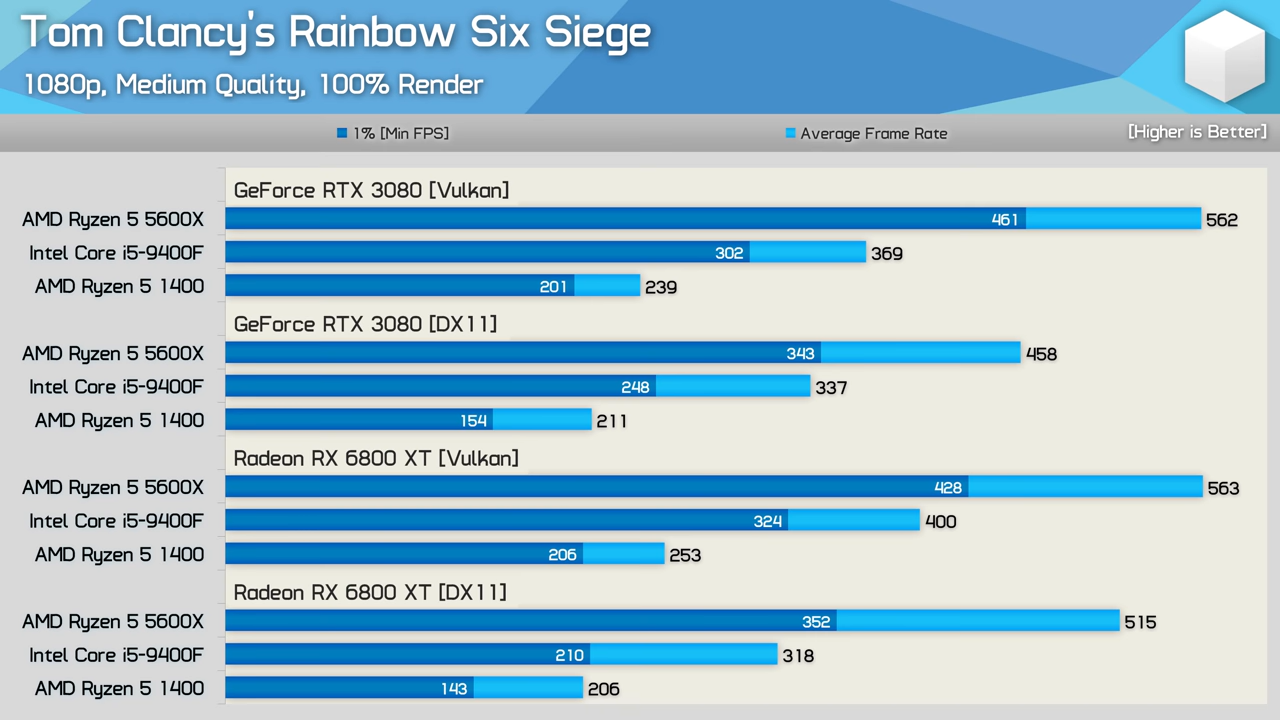 Tom Clancy's Rainbow Six Siege
1080p, Medium Quality, 100% Render
1% [Min FPS] Average Frame Rate [Higher is Better]
GeForce RTX 3080 [Vulkan]
AMD Ryzen 5 5600X 461 562
Intel Core i5-9400F 302 369
AMD Ryzen 5 1400 201 239
GeForce RTX 3080 [DX11]
AMD Ryzen 5 5600X 343 458
Intel Core i5-9400F 248 337
AMD Ryzen 5 1400 154 211
Radeon RX 6800 XT [Vulkan]
AMD Ryzen 5 5600X 428 563
Intel Core i5-9400F 324 400
AMD Ryzen 5 1400 206 253
Radeon RX 6800 XT [DX11]
AMD Ryzen 5 5600X 352 515
Intel Core i5-9400F 210 318
AMD Ryzen 5 1400 143 206